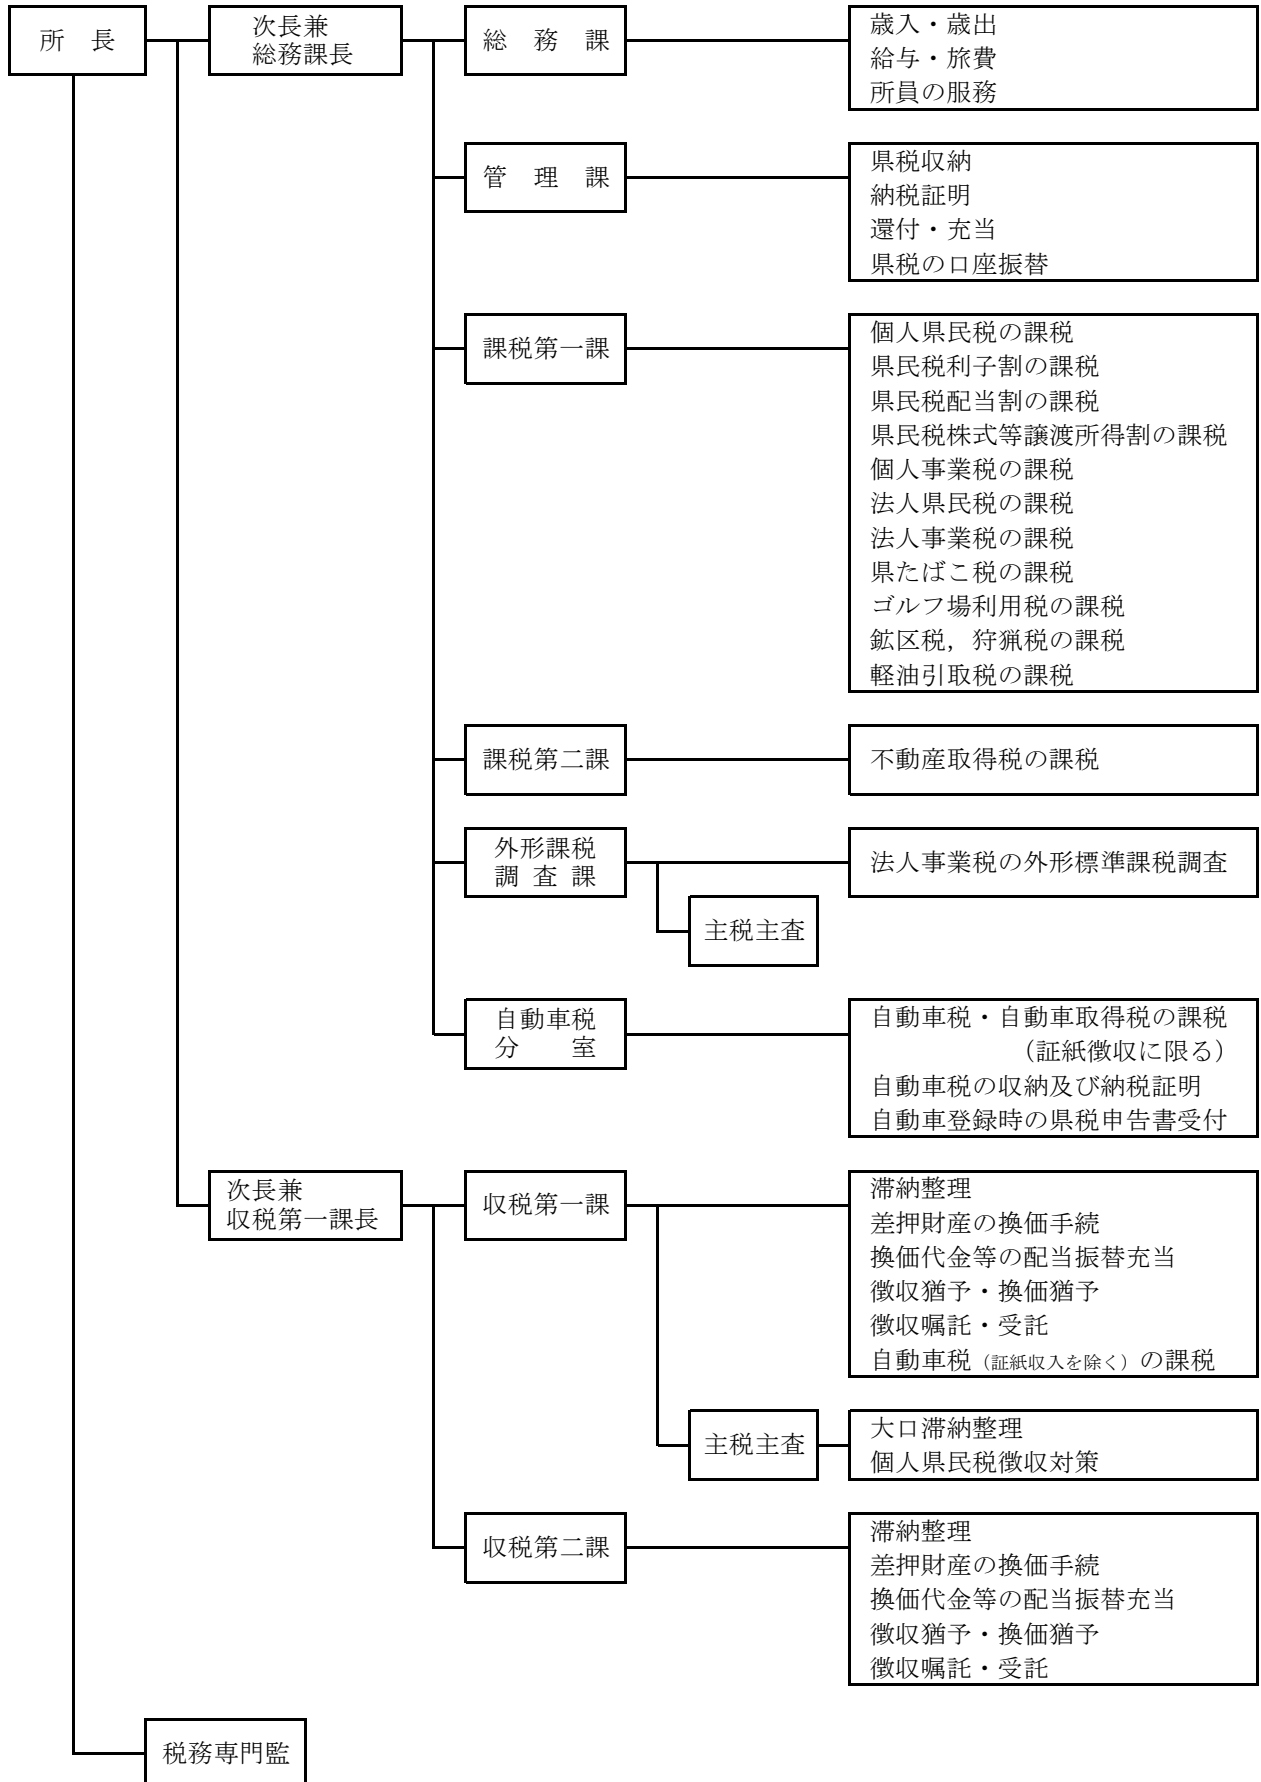 所　長
次長兼
総務課長
総　務　課
歳入・歳出
給与・旅費
所員の服務
管　理　課
県税収納
納税証明
還付・充当
県税の口座振替
課税第一課
個人県民税の課税
県民税利子割の課税
県民税配当割の課税
県民税株式等譲渡所得割の課税
個人事業税の課税
法人県民税の課税
法人事業税の課税
県たばこ税の課税
ゴルフ場利用税の課税
鉱区税，狩猟税の課税
軽油引取税の課税
課税第二課
不動産取得税の課税
外形課税
調 査 課
法人事業税の外形標準課税調査
主税主査
自動車税
分　　室
自動車税・自動車取得税の課税
（証紙徴収に限る）
自動車税の収納及び納税証明
自動車登録時の県税申告書受付
次長兼
収税第一課長
収税第一課
滞納整理
差押財産の換価手続
換価代金等の配当振替充当
徴収猶予・換価猶予
徴収嘱託・受託
自動車税（証紙収入を除く）の課税
主税主査
大口滞納整理
個人県民税徴収対策
収税第二課
滞納整理
差押財産の換価手続
換価代金等の配当振替充当
徴収猶予・換価猶予
徴収嘱託・受託
税務専門監